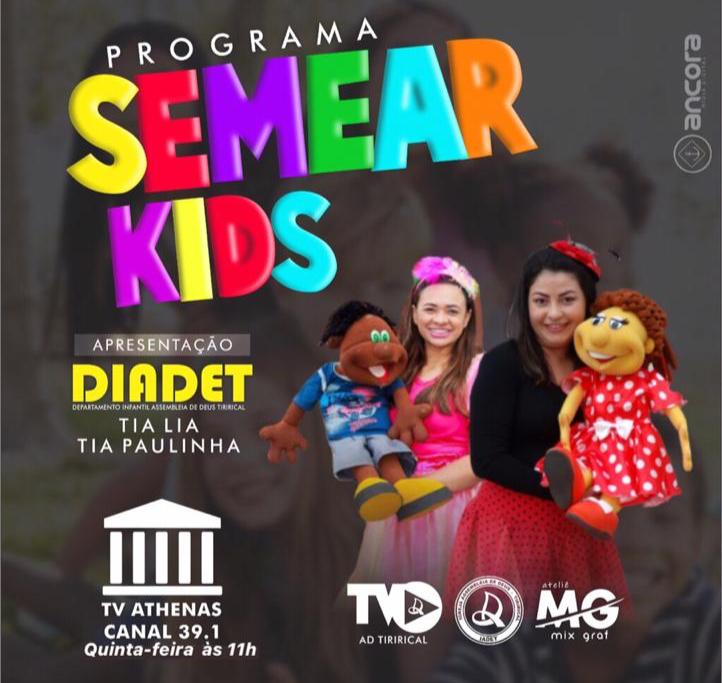 PROGRAMA
SEMEAR
KIDS
ancora
APRESENTAÇÃO
DIADET
DEPARTAMENTO INFANTIL ASSEMBLEIA DE DEUS TIRIRICAL
TIA LIA
TIA PAULINHA
TV ATHENAS
CANAL 39.1
Quinta-feira às 11h
TV
AD TIRIRICAL
IADET
ateliê
MG
mix graf